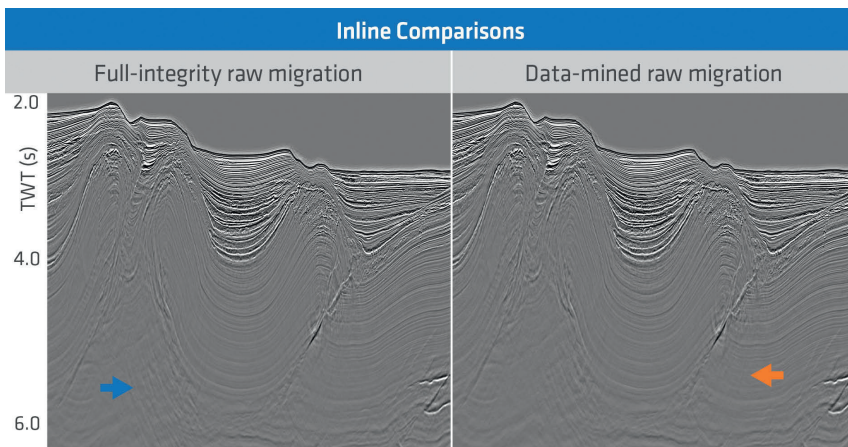 Inline Comparisons
Full-integrity raw migration
Data-mined raw migration
2.0
TWT (s)
4.0
6.0